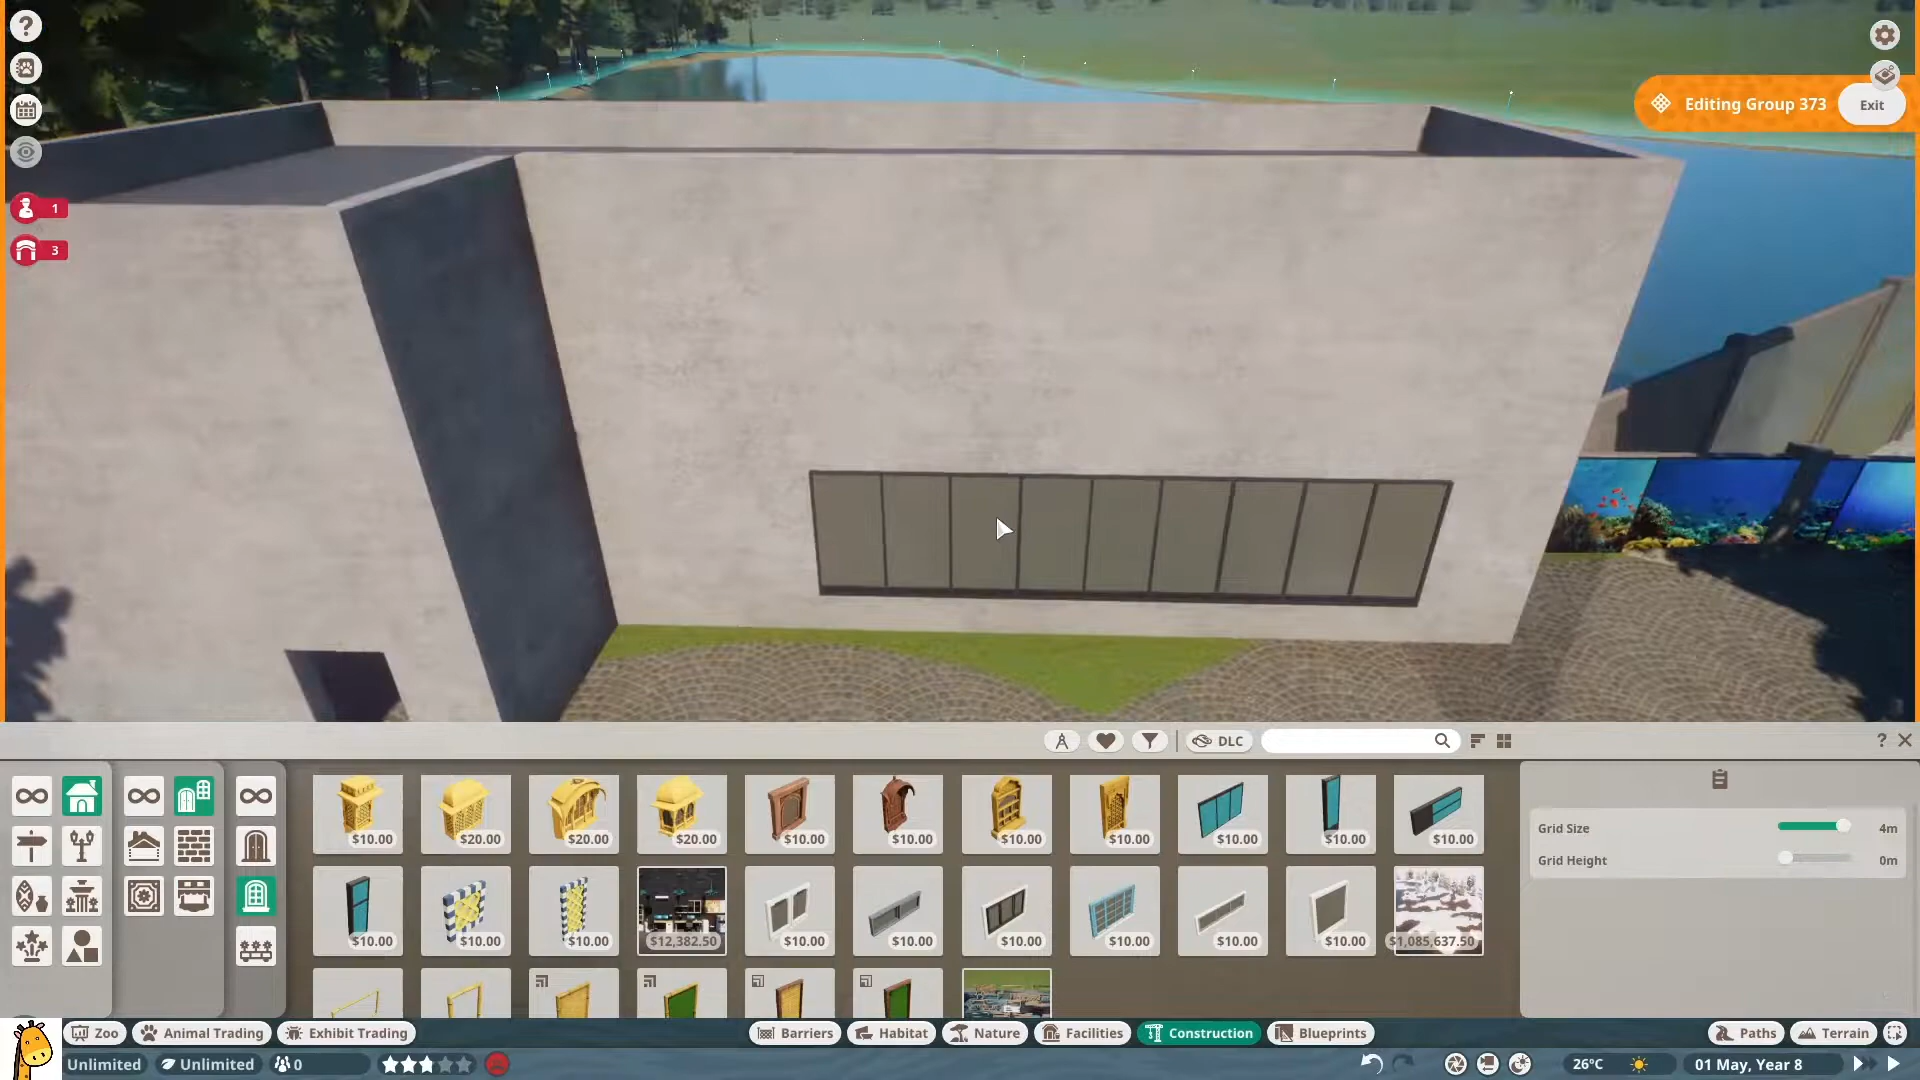 Editing Group 373
Exit
1
3
DLC
$10.00 $20.00 $20.00 $20.00 $10.00 $10.00 $10.00 $10.00 $10.00 $10.00 $10.00
$10.00 $10.00 $10.00 $12,382.50 $10.00 $10.00 $10.00 $10.00 $10.00 $10.00 $1,085,637.50
Grid Size 4m
Grid Height 0m
Zoo Animal Trading Exhibit Trading Barriers Habitat Nature Facilities Construction Blueprints Paths Terrain
Unlimited Unlimited 0 26°C 01 May, Year 8